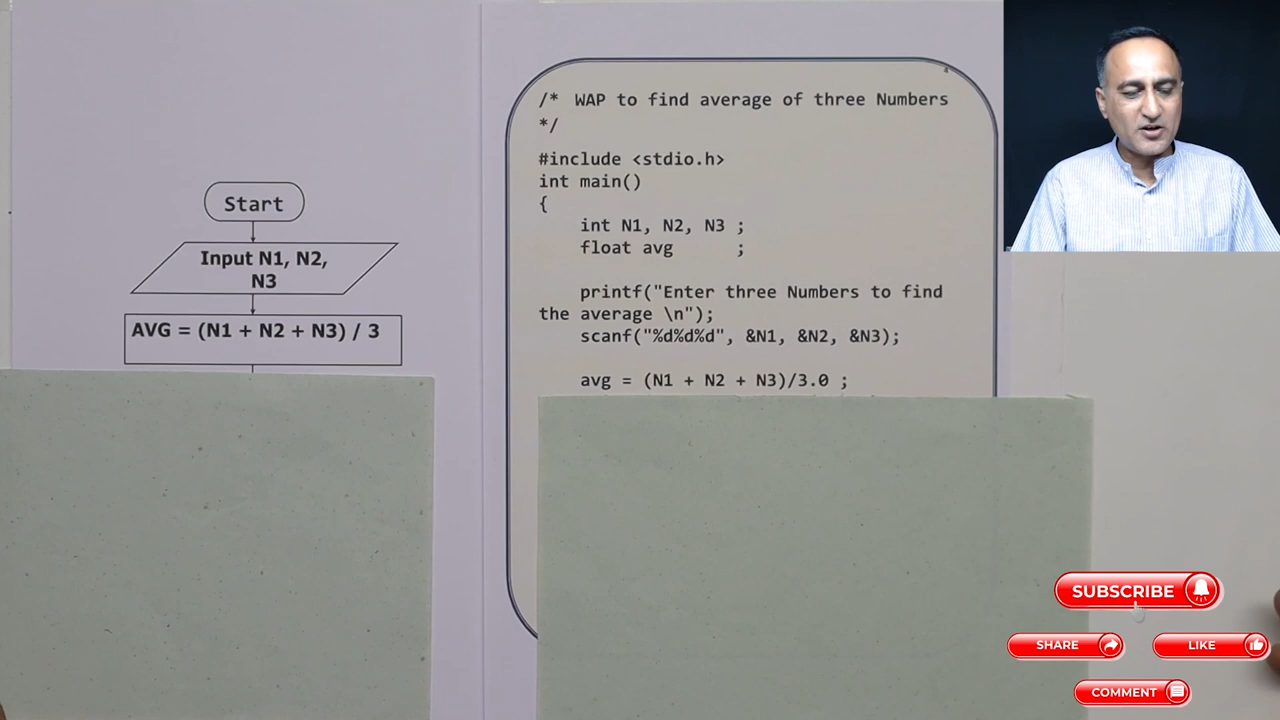 Start
Input N1, N2,
N3
AVG = (N1 + N2 + N3) / 3
/* WAP to find average of three Numbers
*/
#include <stdio.h>
int main()
{
int N1, N2, N3 ;
float avg ;
printf("Enter three Numbers to find
the average \n");
scanf("%d%d%d", &N1, &N2, &N3);
avg = (N1 + N2 + N3)/3.0 ;
SUBSCRIBE
SHARE
LIKE
COMMENT